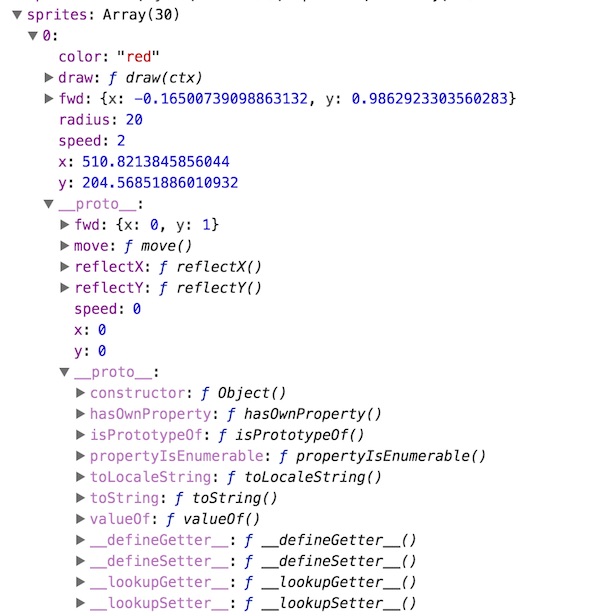 sprites: Array(30)
0:
color: "red"
draw: ƒ draw(ctx)
fwd: {x: -0.16500739098863132, y: 0.9862923303560283}
radius: 20
speed: 2
x: 510.8213845856044
y: 204.56851886010932
__proto__:
fwd: {x: 0, y: 1}
move: ƒ move()
reflectX: ƒ reflectX()
reflectY: ƒ reflectY()
speed: 0
x: 0
y: 0
__proto__:
constructor: ƒ Object()
hasOwnProperty: ƒ hasOwnProperty()
isPrototypeOf: ƒ isPrototypeOf()
propertyIsEnumerable: ƒ propertyIsEnumerable()
toLocaleString: ƒ toLocaleString()
toString: ƒ toString()
valueOf: ƒ valueOf()
__defineGetter__: ƒ __defineGetter__()
__defineSetter__: ƒ __defineSetter__()
__lookupGetter__: ƒ __lookupGetter__()
__lookupSetter__: ƒ __lookupSetter__()